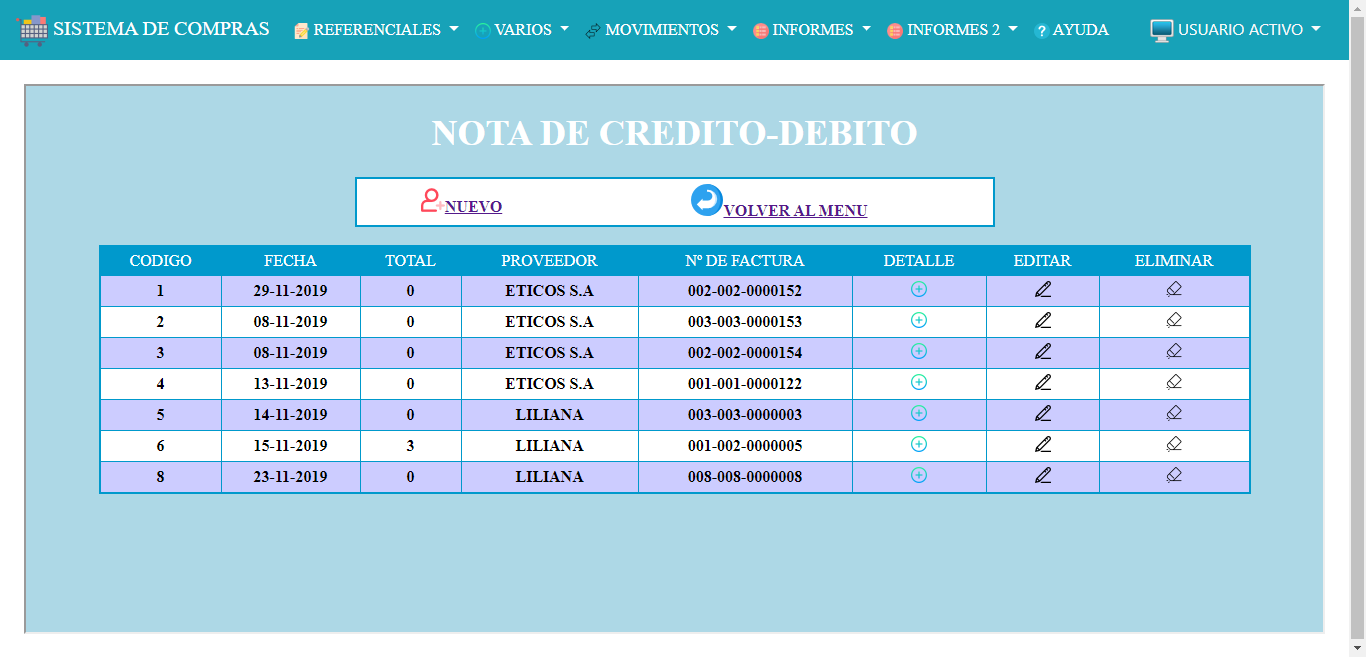 SISTEMA DE COMPRAS REFERENCIALES VARIOS MOVIMIENTOS INFORMES INFORMES 2 ? AYUDA USUARIO ACTIVO
NOTA DE CREDITO-DEBITO
NUEVO VOLVER AL MENU
CODIGO FECHA TOTAL PROVEEDOR Nº DE FACTURA DETALLE EDITAR ELIMINAR
1 29-11-2019 0 ETICOS S.A 002-002-0000152
2 08-11-2019 0 ETICOS S.A 003-003-0000153
3 08-11-2019 0 ETICOS S.A 002-002-0000154
4 13-11-2019 0 ETICOS S.A 001-001-0000122
5 14-11-2019 0 LILIANA 003-003-0000003
6 15-11-2019 3 LILIANA 001-002-0000005
8 23-11-2019 0 LILIANA 008-008-0000008